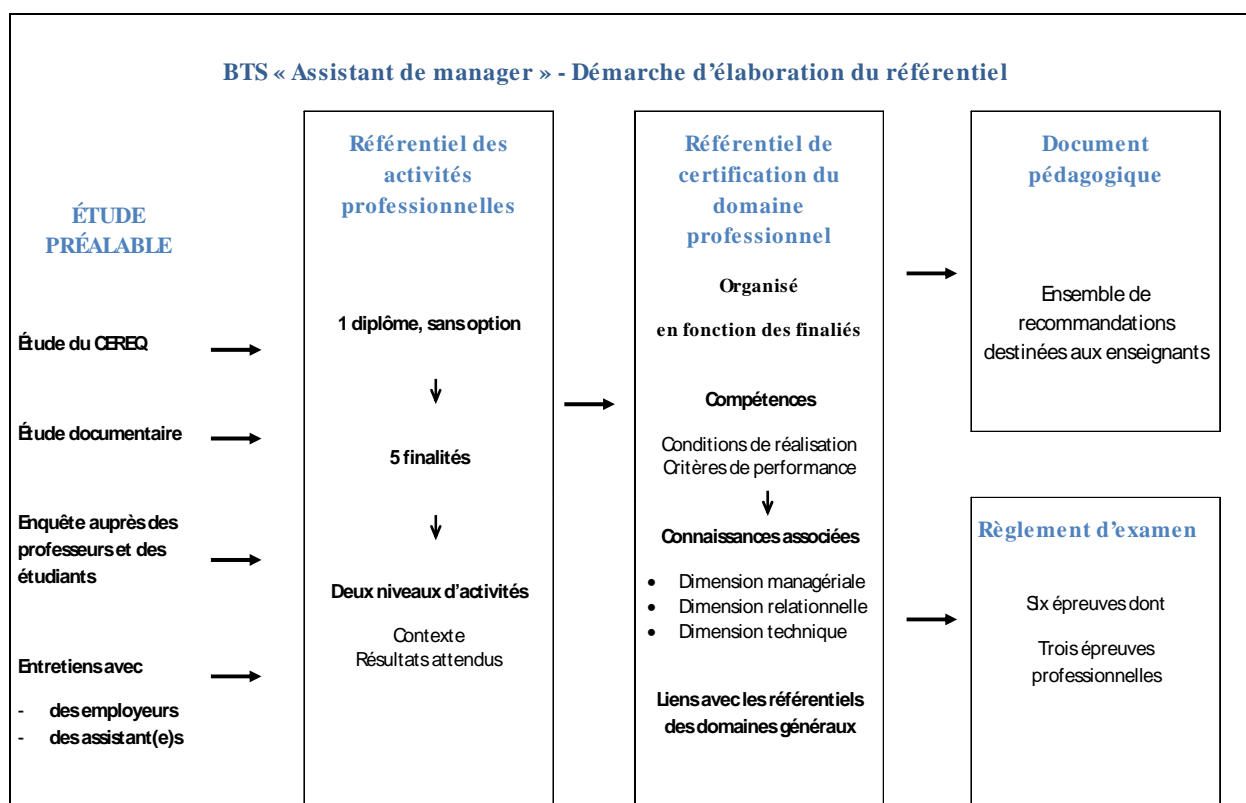 BTS « Assistant de manager » - Démarche d’élaboration du référentiel
ÉTUDE
PRÉALABLE
Étude du CEREQ
Étude documentaire
Enquête auprès des
professeurs et des
étudiants
Entretiens avec
- des employeurs
- des assistant(e)s
Référentiel des
activités
professionnelles
1 diplôme, sans option
5 finalités
Deux niveaux d’activités
Contexte
Résultats attendus
Référentiel de
certification du
domaine
professionnel
Organisé
en fonction des finaliés
Compétences
Conditions de réalisation
Critères de performance
Connaissances associées
• Dimension managériale
• Dimension relationnelle
• Dimension technique
Liens avec les référentiels
des domaines généraux
Document
pédagogique
Ensemble de
recommandations
destinées aux enseignants
Règlement d’examen
Six épreuves dont
Trois épreuves
professionnelles